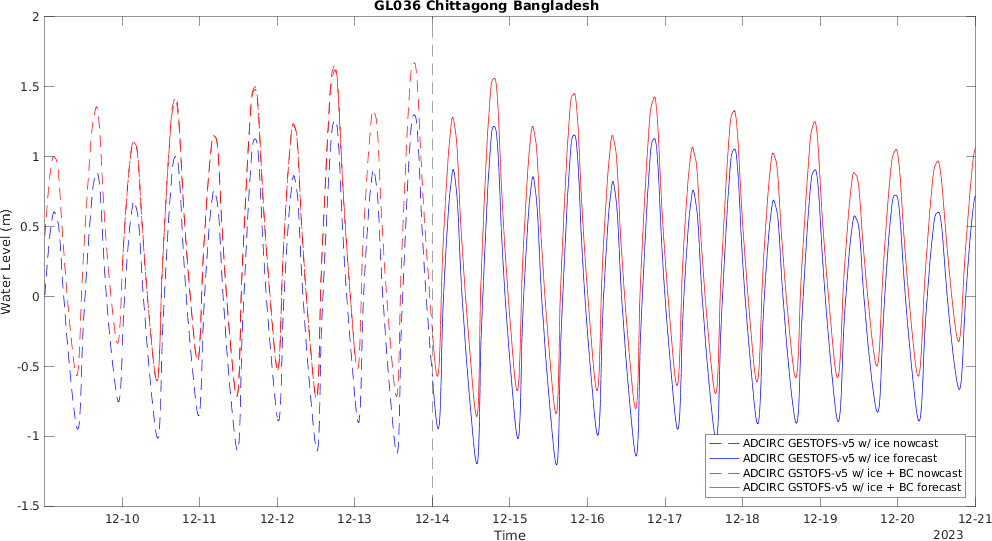 GL036 Chittagong Bangladesh
2
1.5
1
0.5
0
-0.5
-1
-1.5
Water Level (m)
12-10 12-11 12-12 12-13 12-14 12-15 12-16 12-17 12-18 12-19 12-20 12-21
Time
2023
ADCIRC GESTOFS-v5 w/ ice nowcast
ADCIRC GESTOFS-v5 w/ ice forecast
ADCIRC GSTOFS-v5 w/ ice + BC nowcast
ADCIRC GSTOFS-v5 w/ ice + BC forecast